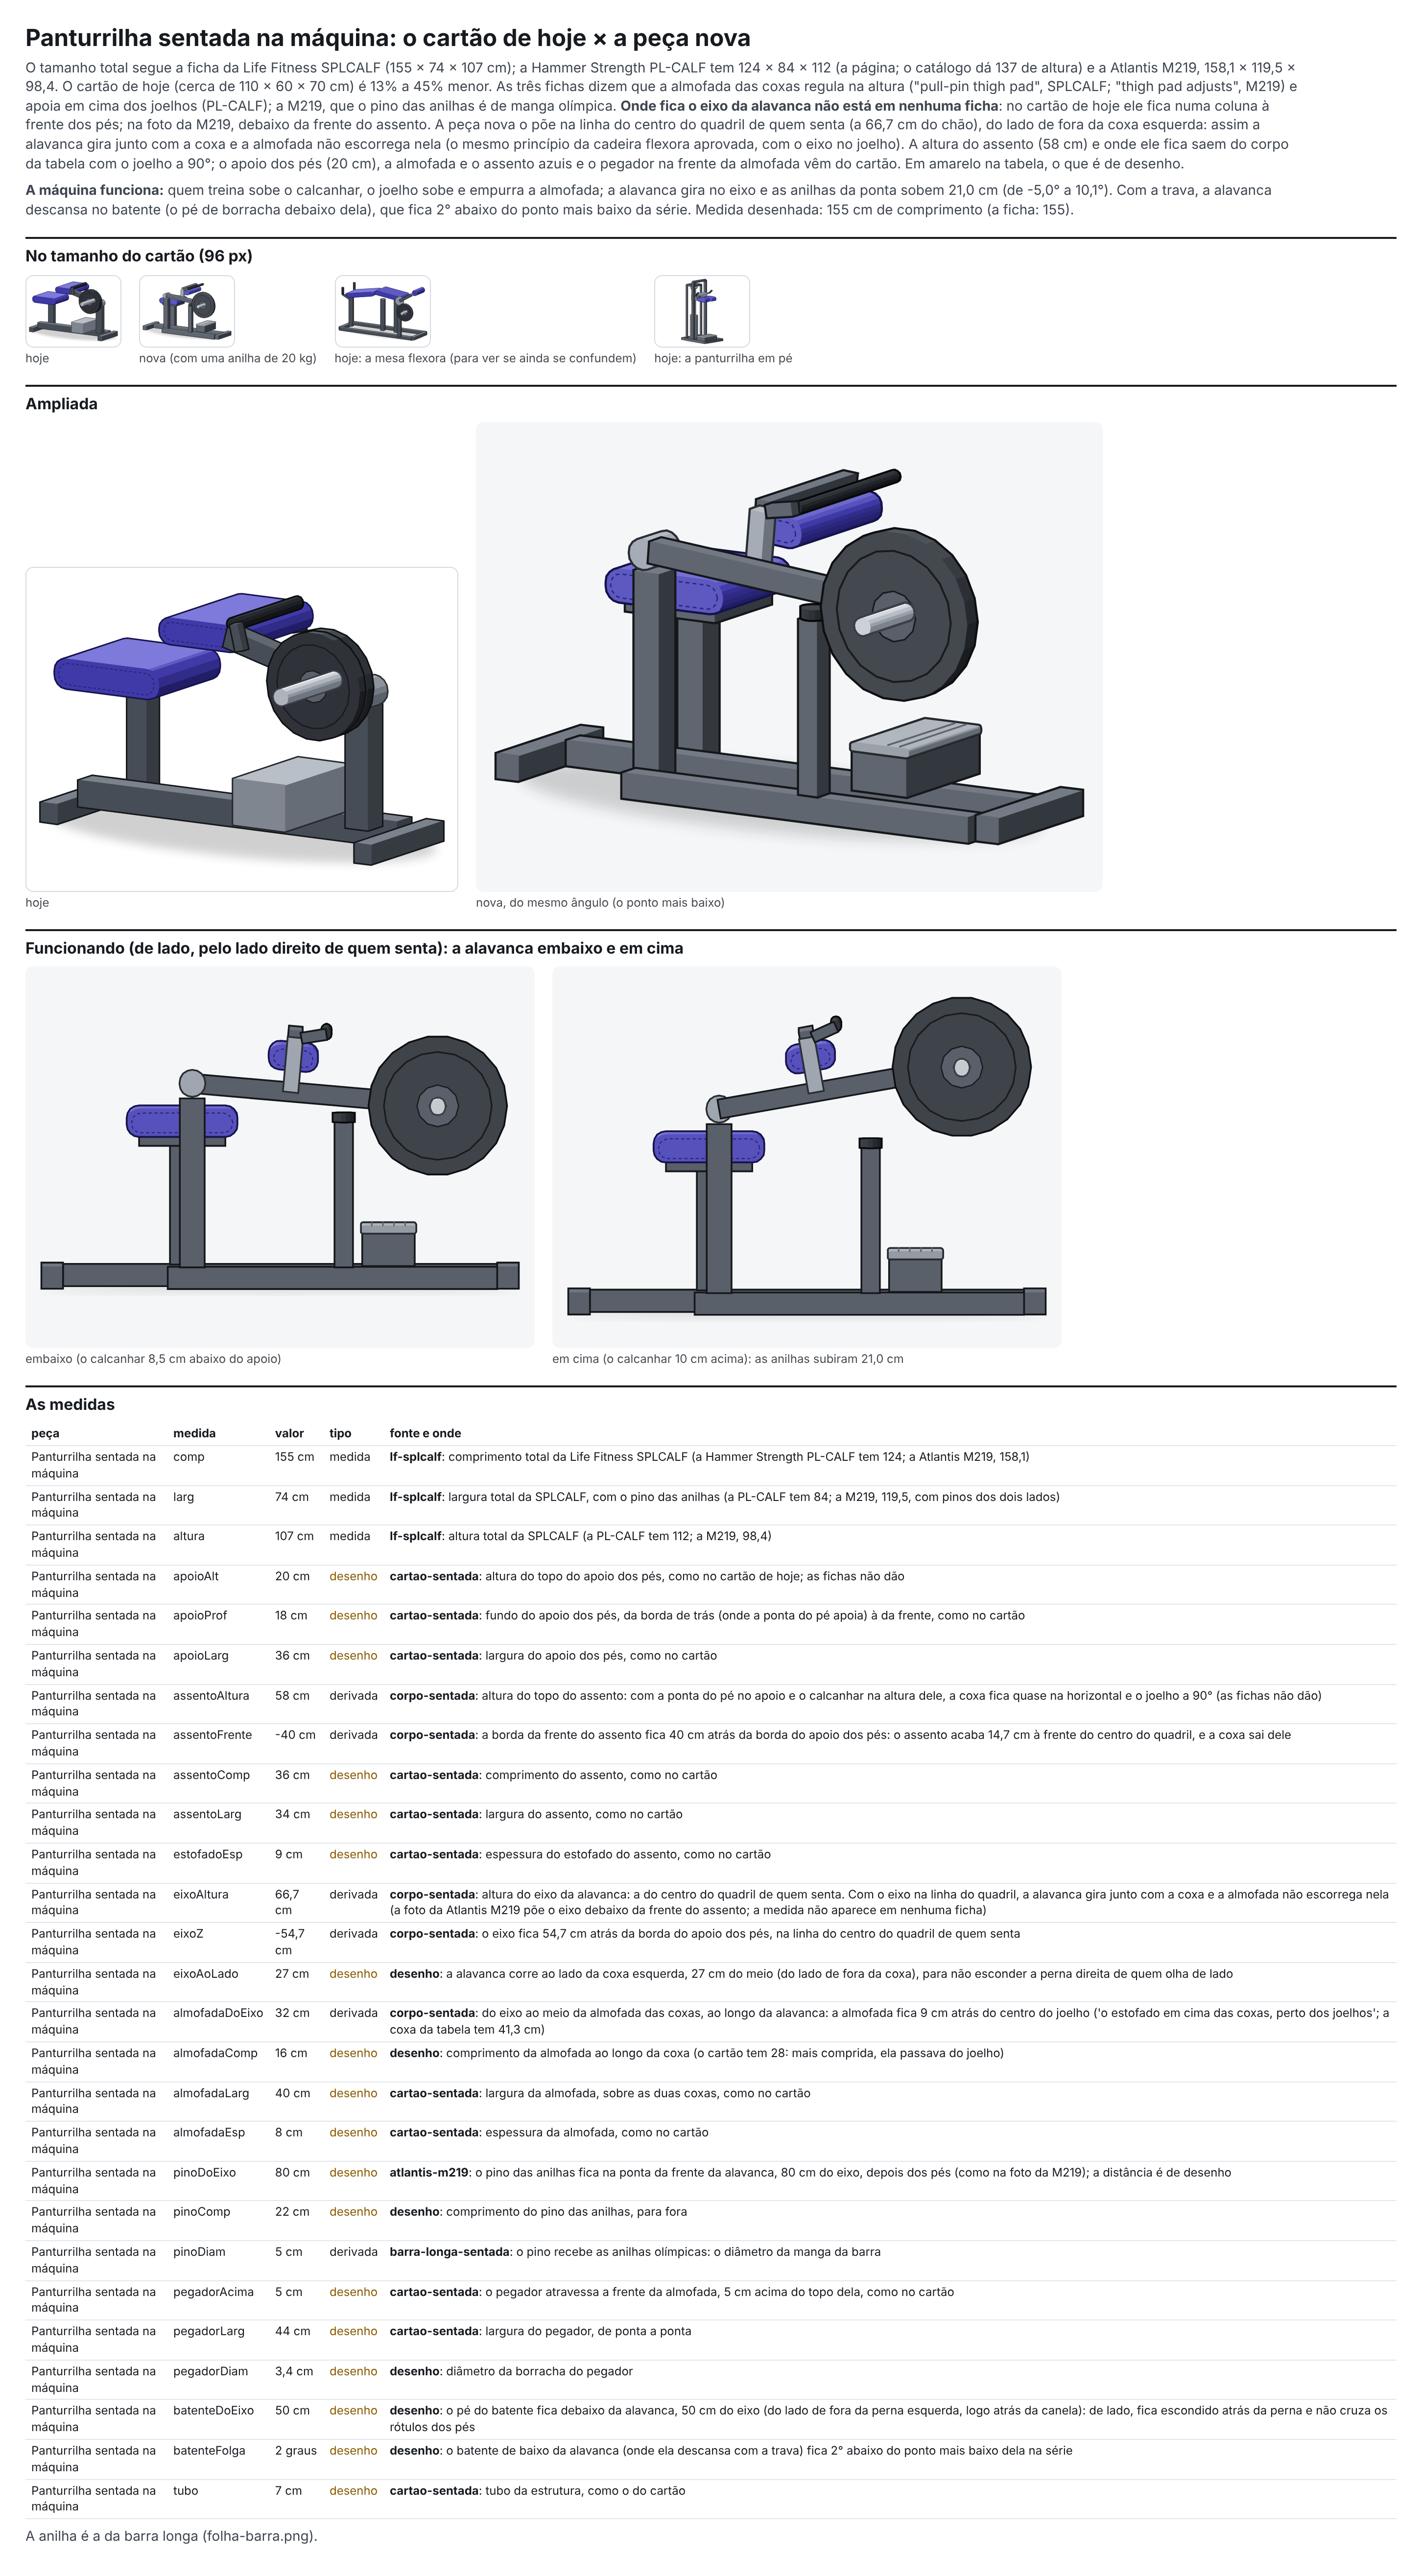 Panturrilha sentada na máquina: o cartão de hoje × a peça nova
O tamanho total segue a ficha da Life Fitness SPLCALF (155 × 74 × 107 cm); a Hammer Strength PL-CALF tem 124 × 84 × 112 (a página; o catálogo dá 137 de altura) e a Atlantis M219, 158,1 × 119,5 ×
98,4. O cartão de hoje (cerca de 110 × 60 × 70 cm) é 13% a 45% menor. As três fichas dizem que a almofada das coxas regula na altura ("pull-pin thigh pad", SPLCALF; "thigh pad adjusts", M219) e
apoia em cima dos joelhos (PL-CALF); a M219, que o pino das anilhas é de manga olímpica. Onde fica o eixo da alavanca não está em nenhuma ficha: no cartão de hoje ele fica numa coluna à
frente dos pés; na foto da M219, debaixo da frente do assento. A peça nova o põe na linha do centro do quadril de quem senta (a 66,7 cm do chão), do lado de fora da coxa esquerda: assim a
alavanca gira junto com a coxa e a almofada não escorrega nela (o mesmo princípio da cadeira flexora aprovada, com o eixo no joelho). A altura do assento (58 cm) e onde ele fica saem do corpo
da tabela com o joelho a 90°; o apoio dos pés (20 cm), a almofada e o assento azuis e o pegador na frente da almofada vêm do cartão. Em amarelo na tabela, o que é de desenho.
A máquina funciona: quem treina sobe o calcanhar, o joelho sobe e empurra a almofada; a alavanca gira no eixo e as anilhas da ponta sobem 21,0 cm (de -5,0° a 10,1°). Com a trava, a alavanca
descansa no batente (o pé de borracha debaixo dela), que fica 2° abaixo do ponto mais baixo da série. Medida desenhada: 155 cm de comprimento (a ficha: 155).
No tamanho do cartão (96 px)
hoje
nova (com uma anilha de 20 kg)
hoje: a mesa flexora (para ver se ainda se confundem)
hoje: a panturrilha em pé
Ampliada
hoje
nova, do mesmo ângulo (o ponto mais baixo)
Funcionando (de lado, pelo lado direito de quem senta): a alavanca embaixo e em cima
embaixo (o calcanhar 8,5 cm abaixo do apoio)
em cima (o calcanhar 10 cm acima): as anilhas subiram 21,0 cm
As medidas
peça medida valor tipo fonte e onde
Panturrilha sentada na máquina comp 155 cm medida lf-splcalf: comprimento total da Life Fitness SPLCALF (a Hammer Strength PL-CALF tem 124; a Atlantis M219, 158,1)
Panturrilha sentada na máquina larg 74 cm medida lf-splcalf: largura total da SPLCALF, com o pino das anilhas (a PL-CALF tem 84; a M219, 119,5, com pinos dos dois lados)
Panturrilha sentada na máquina altura 107 cm medida lf-splcalf: altura total da SPLCALF (a PL-CALF tem 112; a M219, 98,4)
Panturrilha sentada na máquina apoioAlt 20 cm desenho cartao-sentada: altura do topo do apoio dos pés, como no cartão de hoje; as fichas não dão
Panturrilha sentada na máquina apoioProf 18 cm desenho cartao-sentada: fundo do apoio dos pés, da borda de trás (onde a ponta do pé apoia) à da frente, como no cartão
Panturrilha sentada na máquina apoioLarg 36 cm desenho cartao-sentada: largura do apoio dos pés, como no cartão
Panturrilha sentada na máquina assentoAltura 58 cm derivada corpo-sentada: altura do topo do assento: com a ponta do pé no apoio e o calcanhar na altura dele, a coxa fica quase na horizontal e o joelho a 90° (as fichas não dão)
Panturrilha sentada na máquina assentoFrente -40 cm derivada corpo-sentada: a borda da frente do assento fica 40 cm atrás da borda do apoio dos pés: o assento acaba 14,7 cm à frente do centro do quadril, e a coxa sai dele
Panturrilha sentada na máquina assentoComp 36 cm desenho cartao-sentada: comprimento do assento, como no cartão
Panturrilha sentada na máquina assentoLarg 34 cm desenho cartao-sentada: largura do assento, como no cartão
Panturrilha sentada na máquina estofadoEsp 9 cm desenho cartao-sentada: espessura do estofado do assento, como no cartão
Panturrilha sentada na máquina eixoAltura 66,7 cm derivada corpo-sentada: altura do eixo da alavanca: a do centro do quadril de quem senta. Com o eixo na linha do quadril, a alavanca gira junto com a coxa e a almofada não escorrega nela
(a foto da Atlantis M219 põe o eixo debaixo da frente do assento; a medida não aparece em nenhuma ficha)
Panturrilha sentada na máquina eixoZ -54,7 cm derivada corpo-sentada: o eixo fica 54,7 cm atrás da borda do apoio dos pés, na linha do centro do quadril de quem senta
Panturrilha sentada na máquina eixoAoLado 27 cm desenho desenho: a alavanca corre ao lado da coxa esquerda, 27 cm do meio (do lado de fora da coxa), para não esconder a perna direita de quem olha de lado
Panturrilha sentada na máquina almofadaDoEixo 32 cm derivada corpo-sentada: do eixo ao meio da almofada das coxas, ao longo da alavanca: a almofada fica 9 cm atrás do centro do joelho ('o estofado em cima das coxas, perto dos joelhos'; a
coxa da tabela tem 41,3 cm)
Panturrilha sentada na máquina almofadaComp 16 cm desenho desenho: comprimento da almofada ao longo da coxa (o cartão tem 28: mais comprida, ela passava do joelho)
Panturrilha sentada na máquina almofadaLarg 40 cm desenho cartao-sentada: largura da almofada, sobre as duas coxas, como no cartão
Panturrilha sentada na máquina almofadaEsp 8 cm desenho cartao-sentada: espessura da almofada, como no cartão
Panturrilha sentada na máquina pinoDoEixo 80 cm desenho atlantis-m219: o pino das anilhas fica na ponta da frente da alavanca, 80 cm do eixo, depois dos pés (como na foto da M219); a distância é de desenho
Panturrilha sentada na máquina pinoComp 22 cm desenho desenho: comprimento do pino das anilhas, para fora
Panturrilha sentada na máquina pinoDiam 5 cm derivada barra-longa-sentada: o pino recebe as anilhas olímpicas: o diâmetro da manga da barra
Panturrilha sentada na máquina pegadorAcima 5 cm desenho cartao-sentada: o pegador atravessa a frente da almofada, 5 cm acima do topo dela, como no cartão
Panturrilha sentada na máquina pegadorLarg 44 cm desenho cartao-sentada: largura do pegador, de ponta a ponta
Panturrilha sentada na máquina pegadorDiam 3,4 cm desenho desenho: diâmetro da borracha do pegador
Panturrilha sentada na máquina batenteDoEixo 50 cm desenho desenho: o pé do batente fica debaixo da alavanca, 50 cm do eixo (do lado de fora da perna esquerda, logo atrás da canela): de lado, fica escondido atrás da perna e não cruza os
rótulos dos pés
Panturrilha sentada na máquina batenteFolga 2 graus desenho desenho: o batente de baixo da alavanca (onde ela descansa com a trava) fica 2° abaixo do ponto mais baixo dela na série
Panturrilha sentada na máquina tubo 7 cm desenho cartao-sentada: tubo da estrutura, como o do cartão
A anilha é a da barra longa (folha-barra.png).